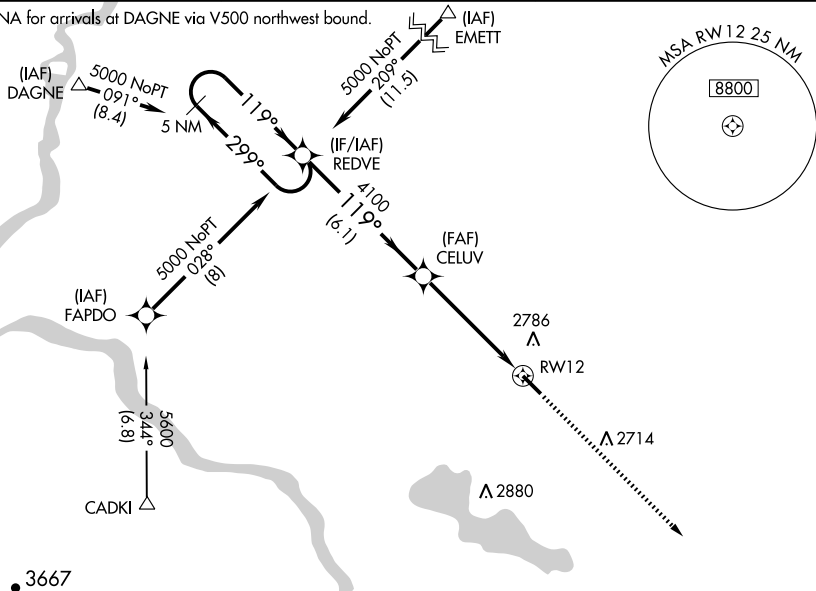 NA for arrivals at DAGNE via V500 northwest bound.
(IAF)
EMETT
5000 NoPT
209°
(11.5)
MSA RW12 25 NM
8800
(IAF)
DAGNE
5000 NoPT
091°
(8.4)
5 NM
119°
299°
(IF/IAF)
REDVE
4100
119°
(6.1)
(FAF)
CELUV
5000 NoPT
028°
(8)
(IAF)
FAPDO
2786
RW12
5600
344°
(6.8)
2714
CADKI
2880
3667